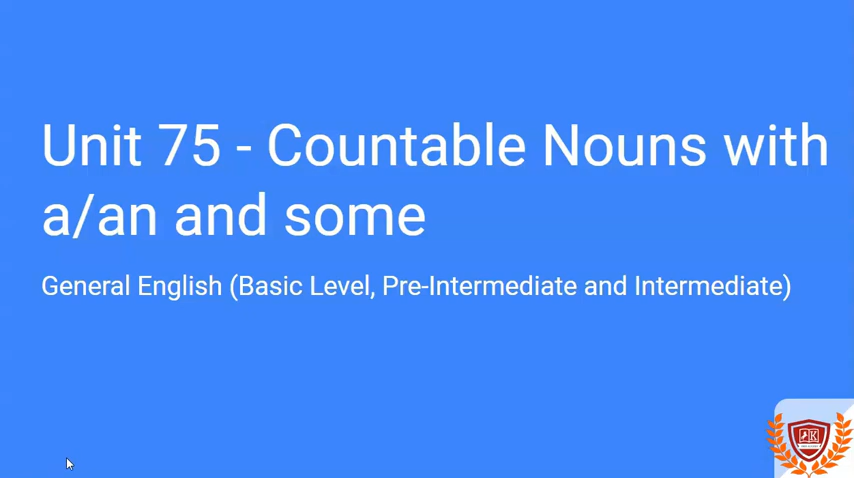 Unit 75 - Countable Nouns with
a/an and some
General English (Basic Level, Pre-Intermediate and Intermediate)